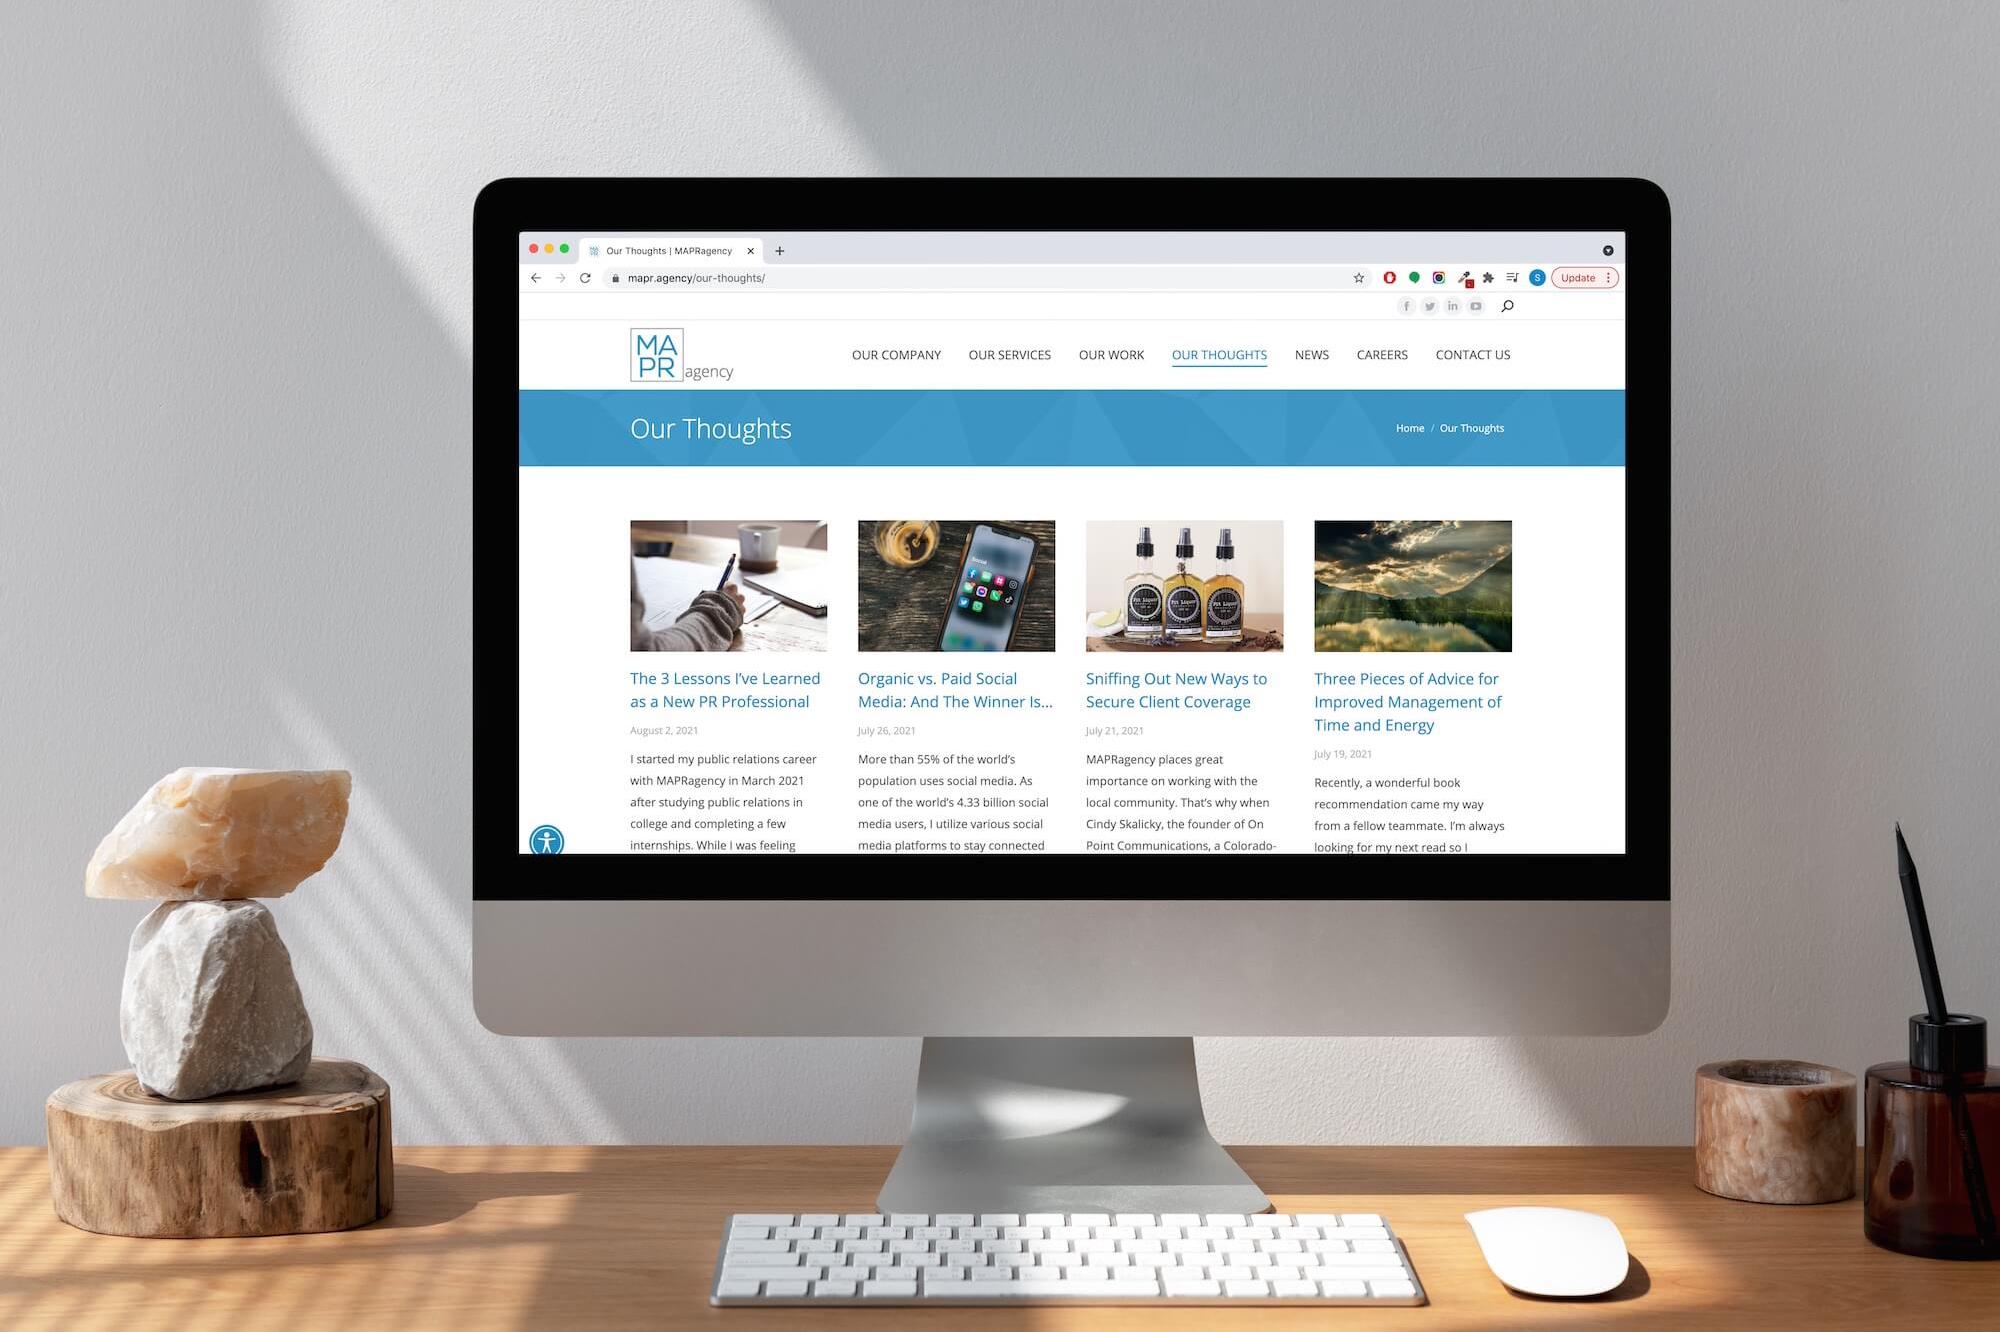 Our Thoughts | MAPRagency
mapr.agency/our-thoughts/
S
Update
MA
PR agency
OUR COMPANY
OUR SERVICES
OUR WORK
OUR THOUGHTS
NEWS
CAREERS
CONTACT US
Our Thoughts
Home / Our Thoughts
Social
The 3 Lessons I've Learned
as a New PR Professional
August 2, 2021
I started my public relations career
with MAPRagency in March 2021
after studying public relations in
college and completing a few
internships. While I was feeling
Organic vs. Paid Social
Media: And The Winner Is...
July 26, 2021
More than 55% of the world's
population uses social media. As
one of the world's 4.33 billion social
media users, I utilize various social
media platforms to stay connected
Pit Liquor
Pit Liquor
Pit Liquor
Sniffing Out New Ways to
Secure Client Coverage
July 21, 2021
MAPRagency places great
importance on working with the
local community. That's why when
Cindy Skalicky, the founder of On
Point Communications, a Colorado-
Three Pieces of Advice for
Improved Management of
Time and Energy
July 19, 2021
Recently, a wonderful book
recommendation came my way
from a fellow teammate. I'm always
looking for my next read so I